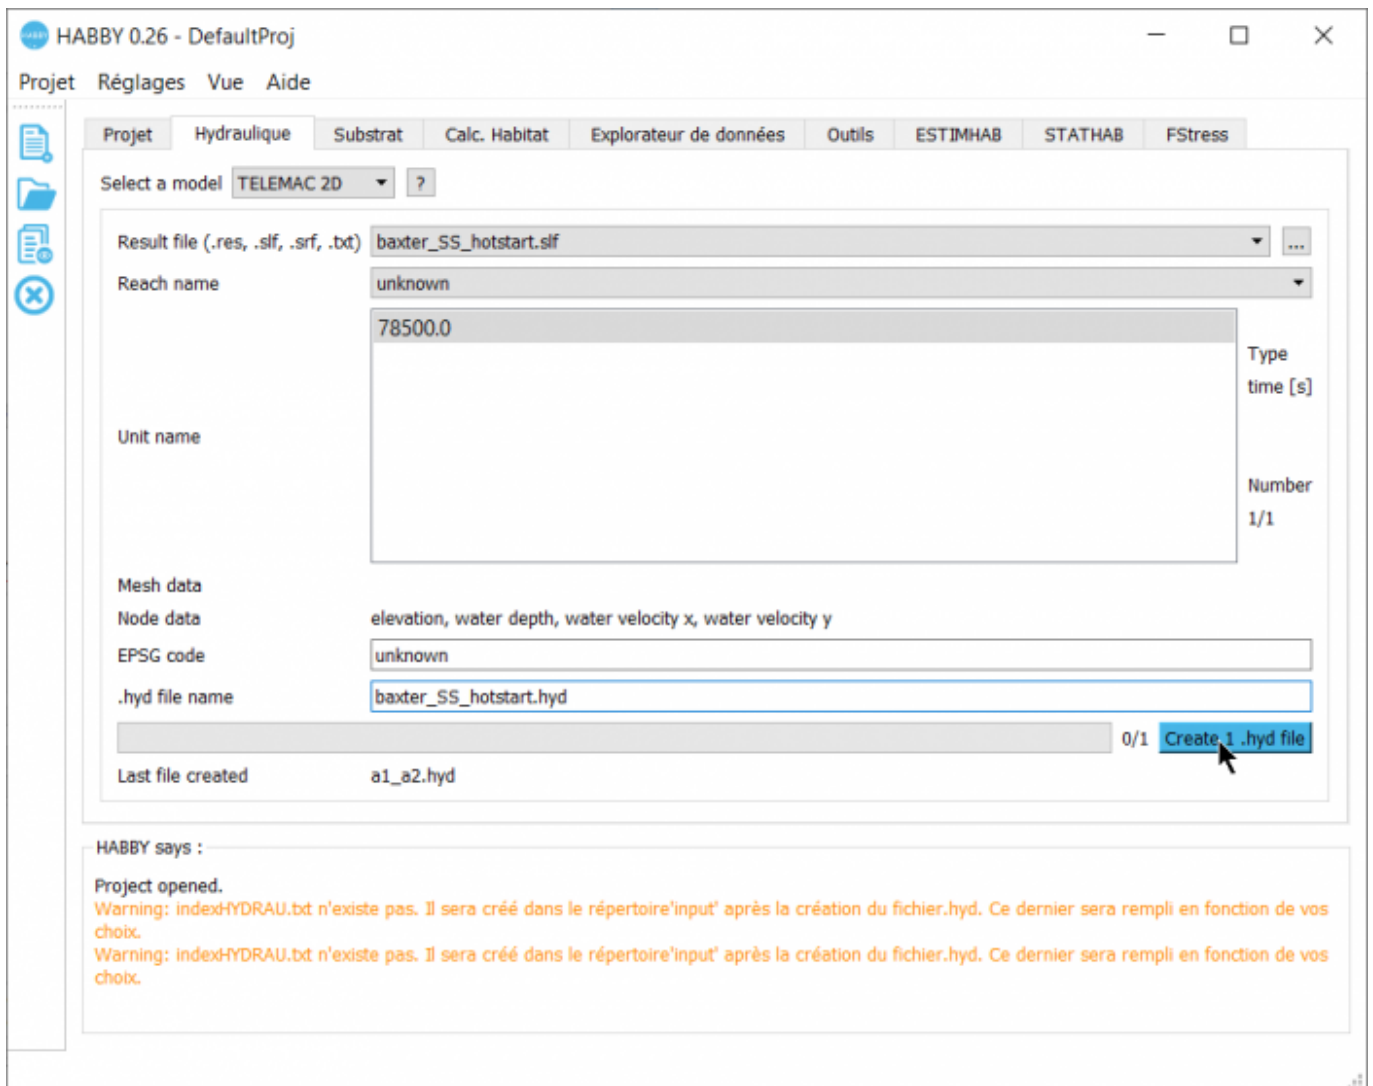 HABBY 0.26 - DefaultProj
Projet Réglages Vue Aide
Projet Hydraulique Substrat Calc. Habitat Explorateur de données Outils ESTIMHAB STATHAB FStress
Select a model TELEMAC 2D ?
Result file (.res, .slf, .srf, .txt) baxter_SS_hotstart.slf ...
Reach name unknown
78500.0
Type
time [s]
Unit name
Number
1/1
Mesh data
Node data elevation, water depth, water velocity x, water velocity y
EPSG code unknown
.hyd file name baxter_SS_hotstart.hyd
0/1 Create 1 .hyd file
Last file created a1_a2.hyd
HABBY says :
Project opened.
Warning: indexHYDRAU.txt n'existe pas. Il sera créé dans le répertoire'input' après la création du fichier.hyd. Ce dernier sera rempli en fonction de vos
choix.
Warning: indexHYDRAU.txt n'existe pas. Il sera créé dans le répertoire'input' après la création du fichier.hyd. Ce dernier sera rempli en fonction de vos
choix.